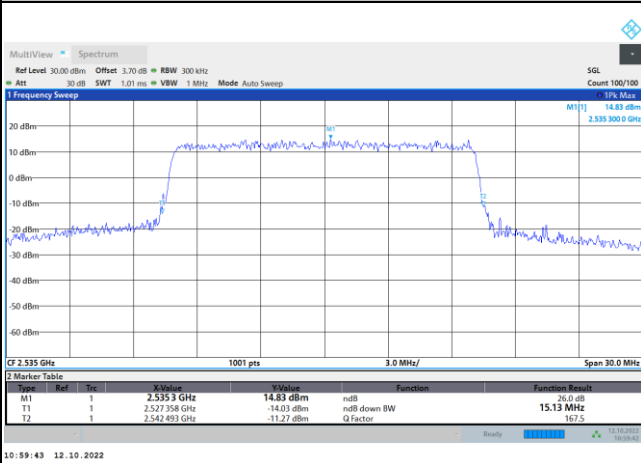 MultiView Spectrum
Ref Level 30.00 dBm Offset 3.70 dB RBW 300 kHz SGL
Att 30 dB SWT 1.01 ms VBW 1 MHz Mode Auto Sweep Count 100/100
1 Frequency Sweep 1Pk Max
M1[1] 14.83 dBm
2.535 300 0 GHz
20 dBm
M1
10 dBm
0 dBm
-10 dBm
T1 T2
-20 dBm
-30 dBm
-40 dBm
-50 dBm
-60 dBm
CF 2.535 GHz 1001 pts 3.0 MHz/ Span 30.0 MHz
2 Marker Table
Type Ref Trc X-Value Y-Value Function Function Result
M1 1 2.535 3 GHz 14.83 dBm ndB 26.0 dB
T1 1 2.527 358 GHz -14.03 dBm ndB down BW 15.13 MHz
T2 1 2.542 493 GHz -11.27 dBm Q Factor 167.5
Ready 12.10.2022
10:59:42
10:59:43 12.10.2022